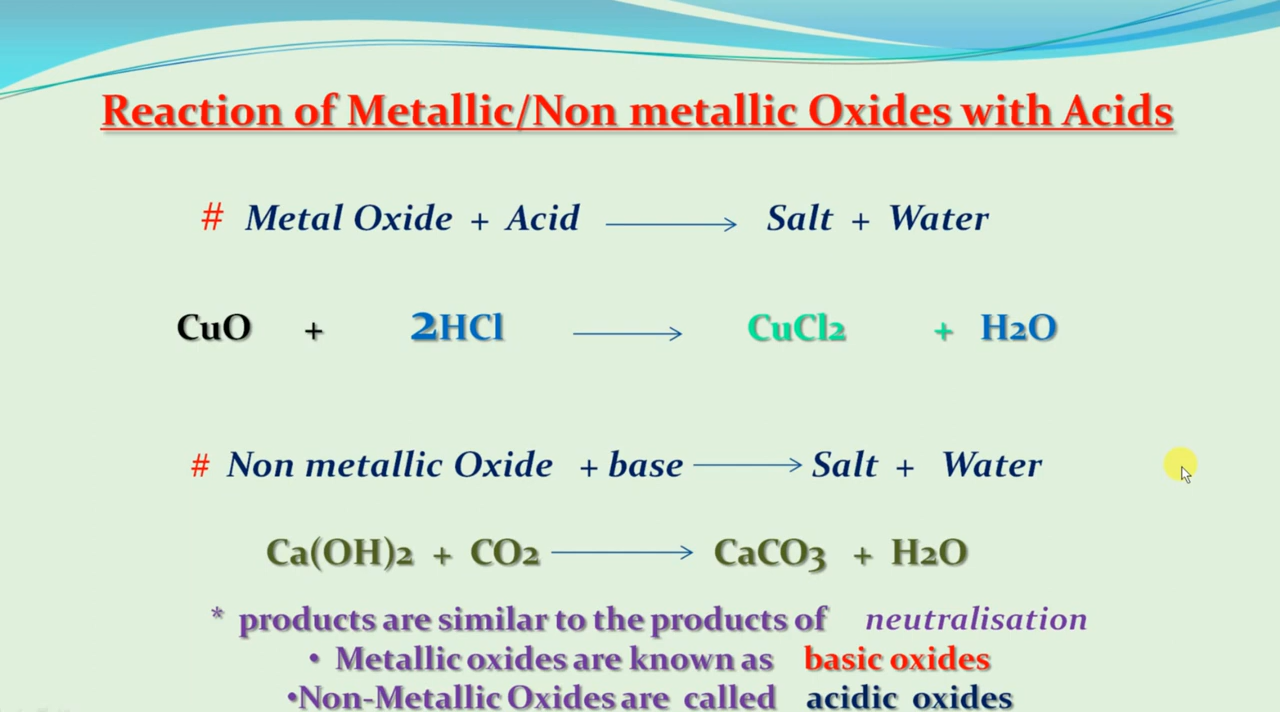 Reaction of Metallic/Non metallic Oxides with Acids
# Metal Oxide + Acid → Salt + Water
CuO + 2HCl → CuCl2 + H2O
# Non metallic Oxide + base → Salt + Water
Ca(OH)2 + CO2 → CaCO3 + H2O
* products are similar to the products of neutralisation
• Metallic oxides are known as basic oxides
•Non-Metallic Oxides are called acidic oxides